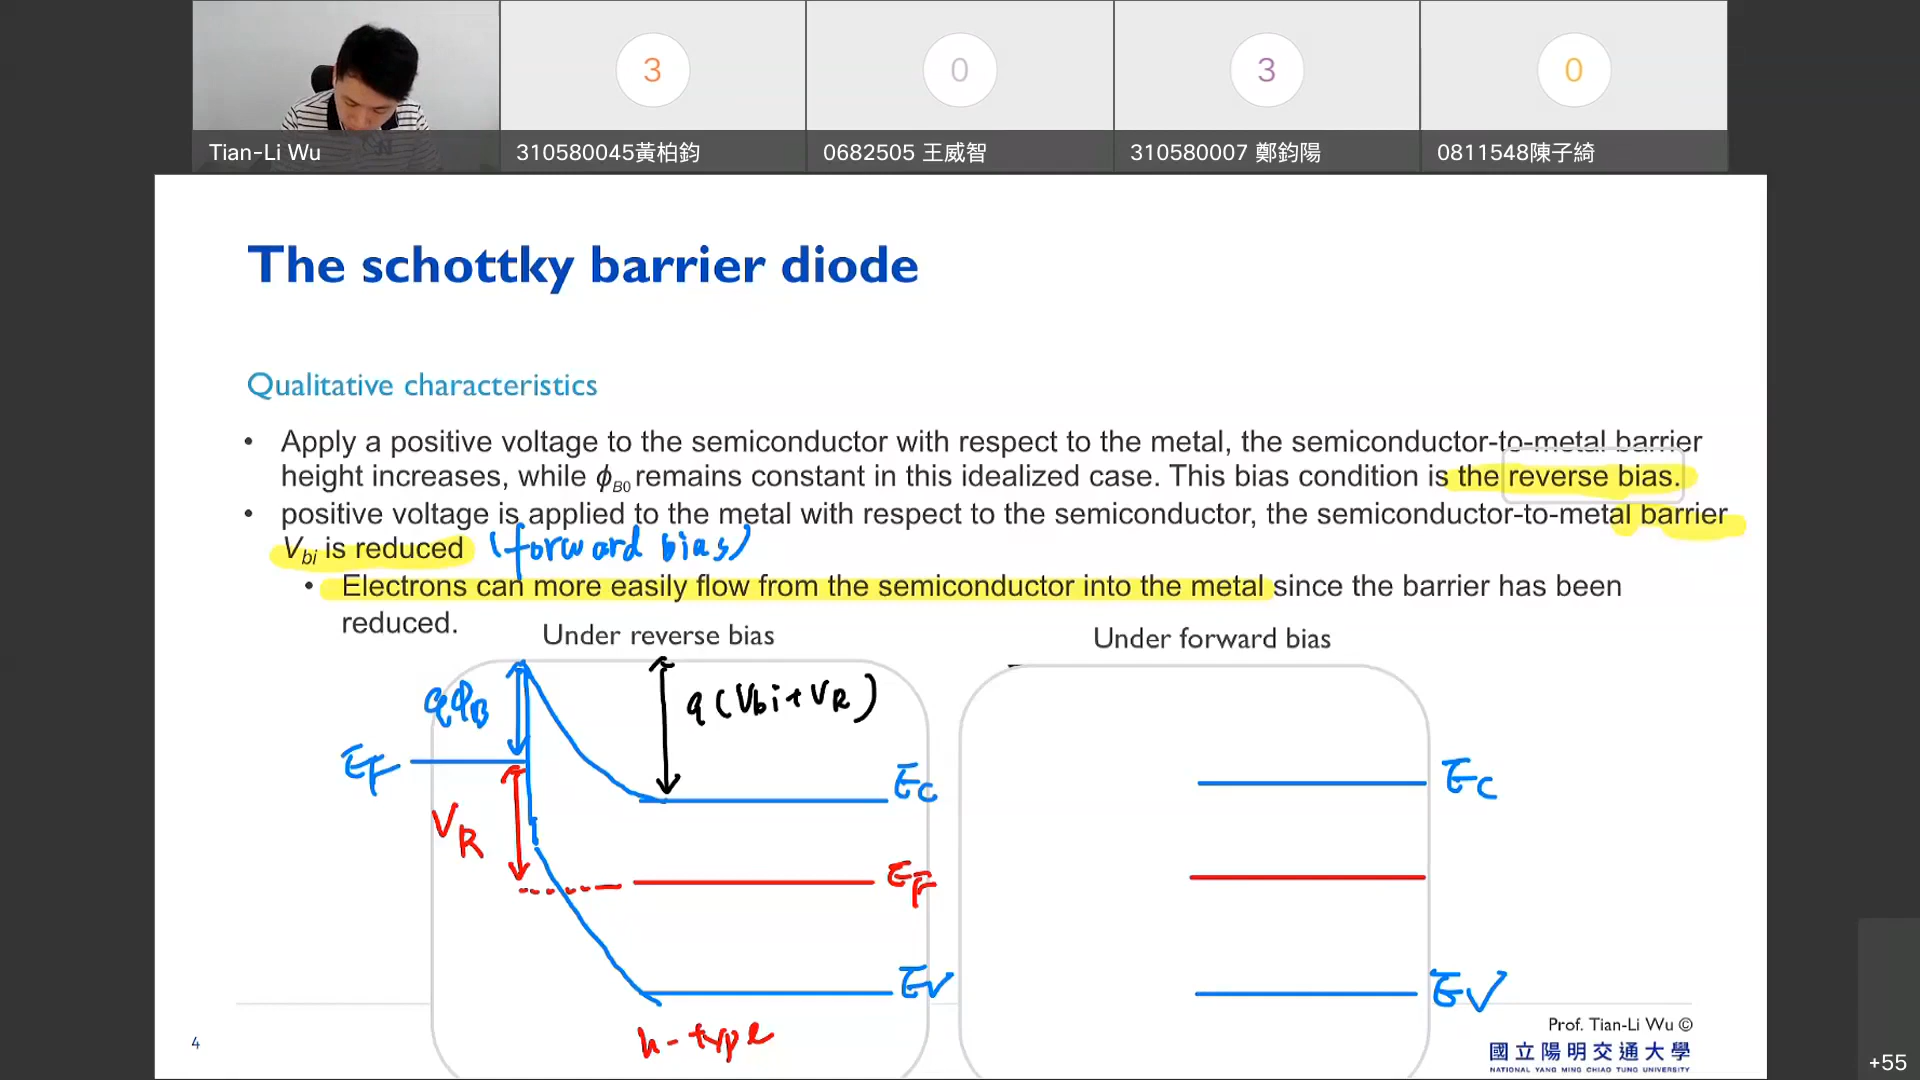 3
0
3
0
Tian-Li Wu
310580045黃柏鈞
0682505 王威智
310580007 鄭鈞陽
0811548陳子綺
The schottky barrier diode
Qualitative characteristics
• Apply a positive voltage to the semiconductor with respect to the metal, the semiconductor-to-metal barrier
height increases, while ϕB0 remains constant in this idealized case. This bias condition is the reverse bias.
• positive voltage is applied to the metal with respect to the semiconductor, the semiconductor-to-metal barrier
Vbi is reduced (forward bias)
• Electrons can more easily flow from the semiconductor into the metal since the barrier has been
reduced.
Under reverse bias
Under forward bias
qΦB
q(Vbi+VR)
EF
EC
VR
EF
EV
n-type
EC
EV
4
Prof. Tian-Li Wu ©
國立陽明交通大學
NATIONAL YANG MING CHIAO TUNG UNIVERSITY
+55